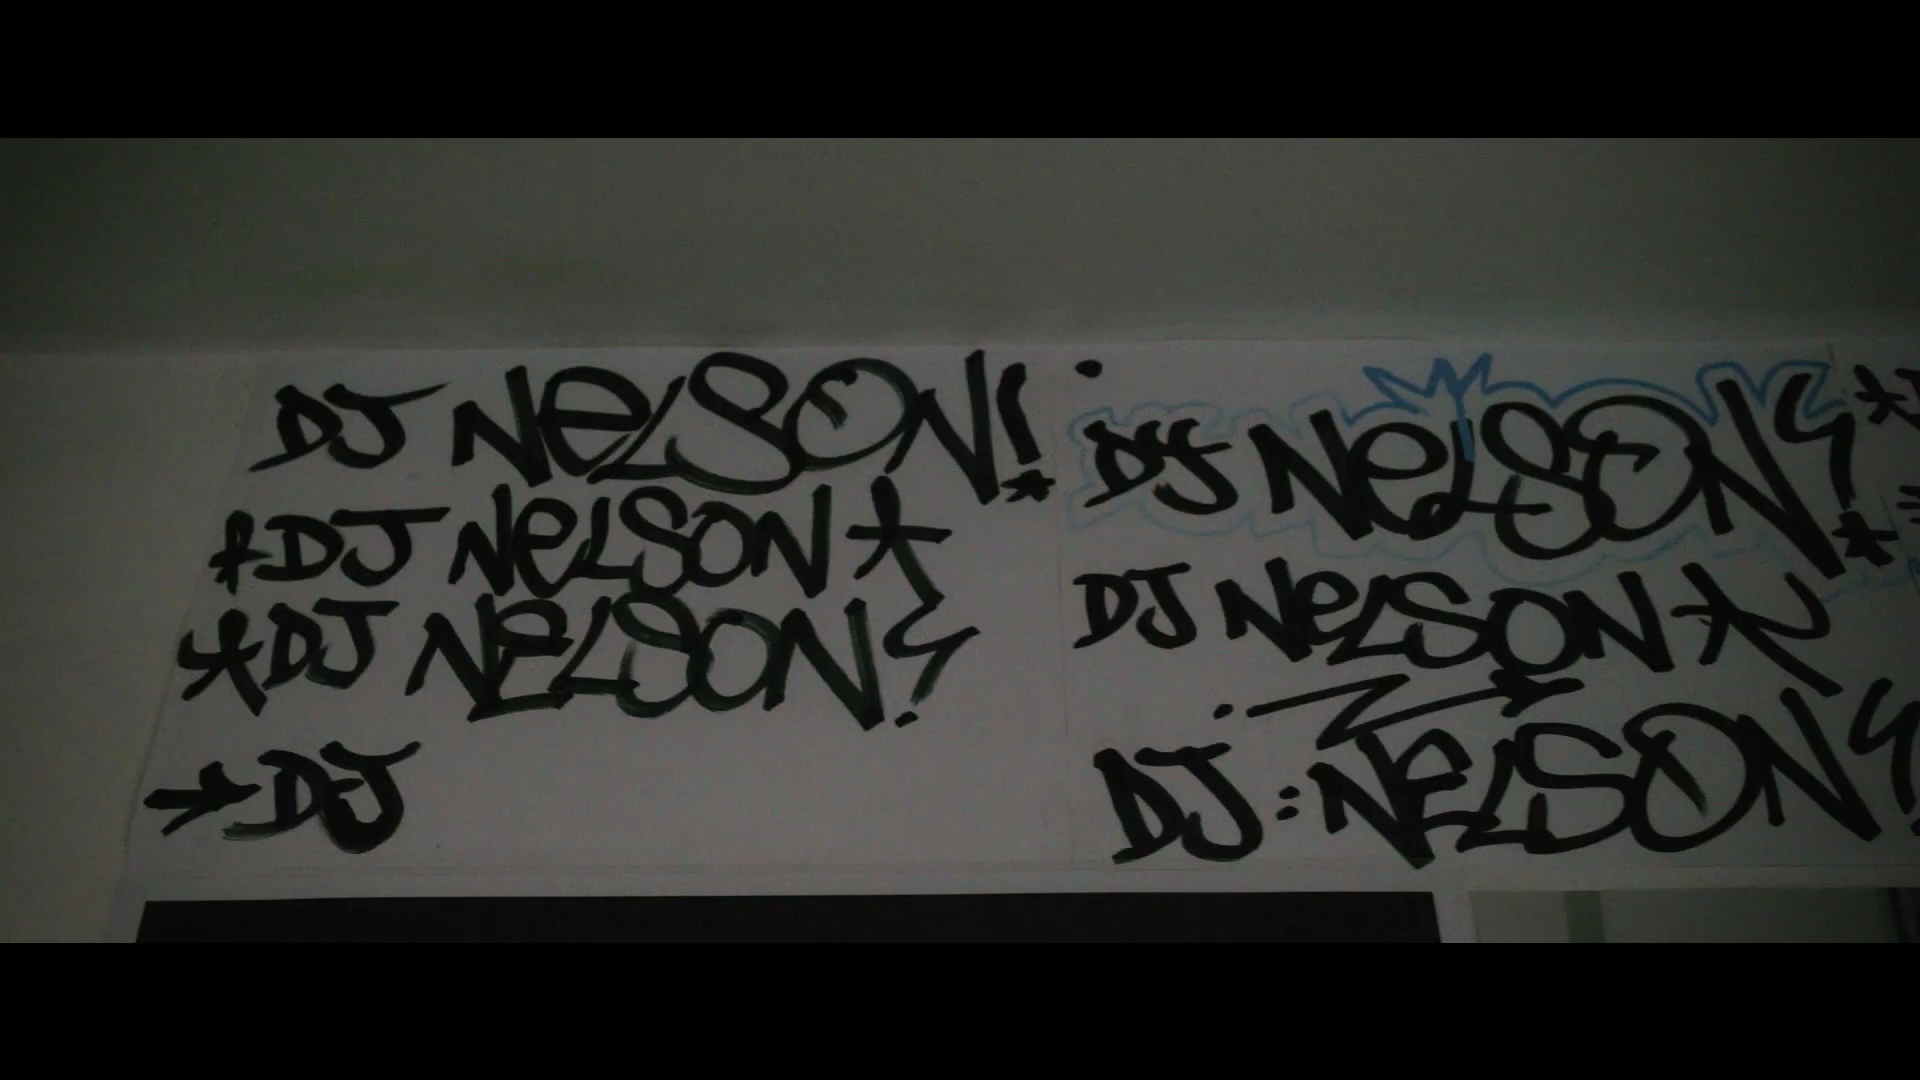 DJ NELSON!
*DJ NELSON*
*DJ NELSON!
→DJ
DJ NELSON!
DJ NELSON*
DJ:NELSON